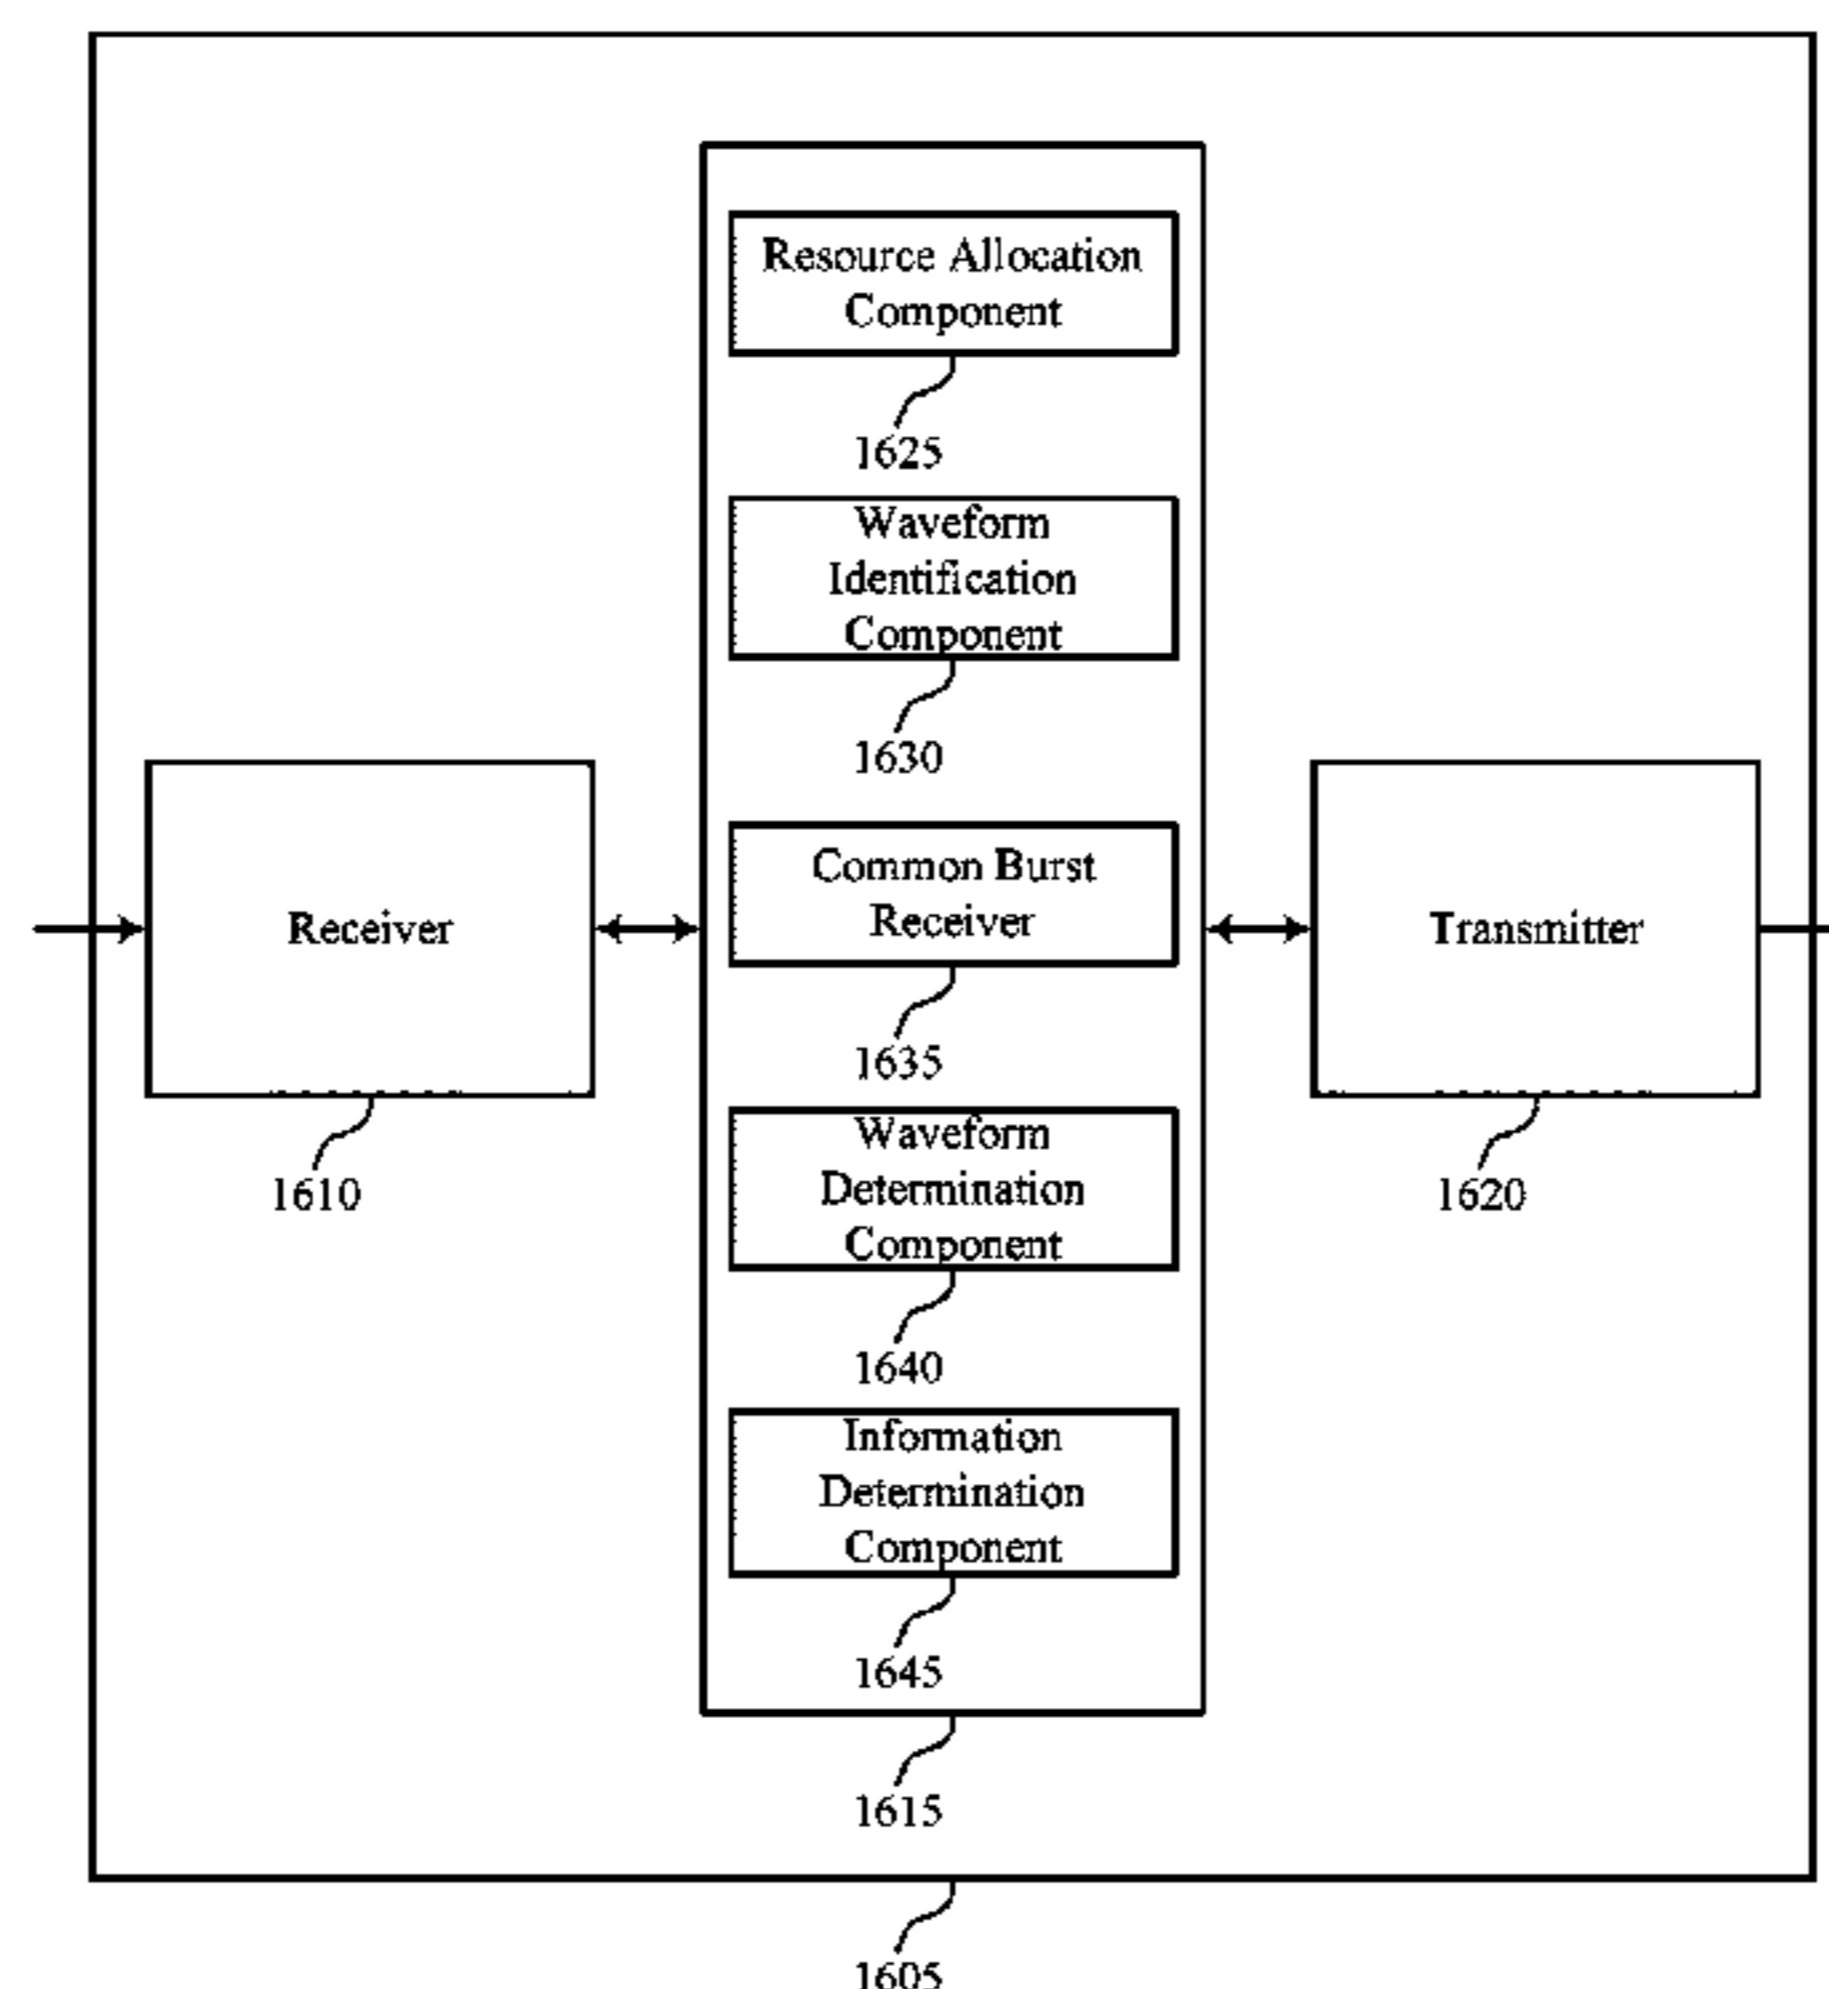 Resource Allocation
Component
1625
Waveform
Identification
Component
1630
Common Burst
Receiver
1635
Receiver
1610
Transmitter
1620
Waveform
Determination
Component
1640
Information
Determination
Component
1645
1615
1605